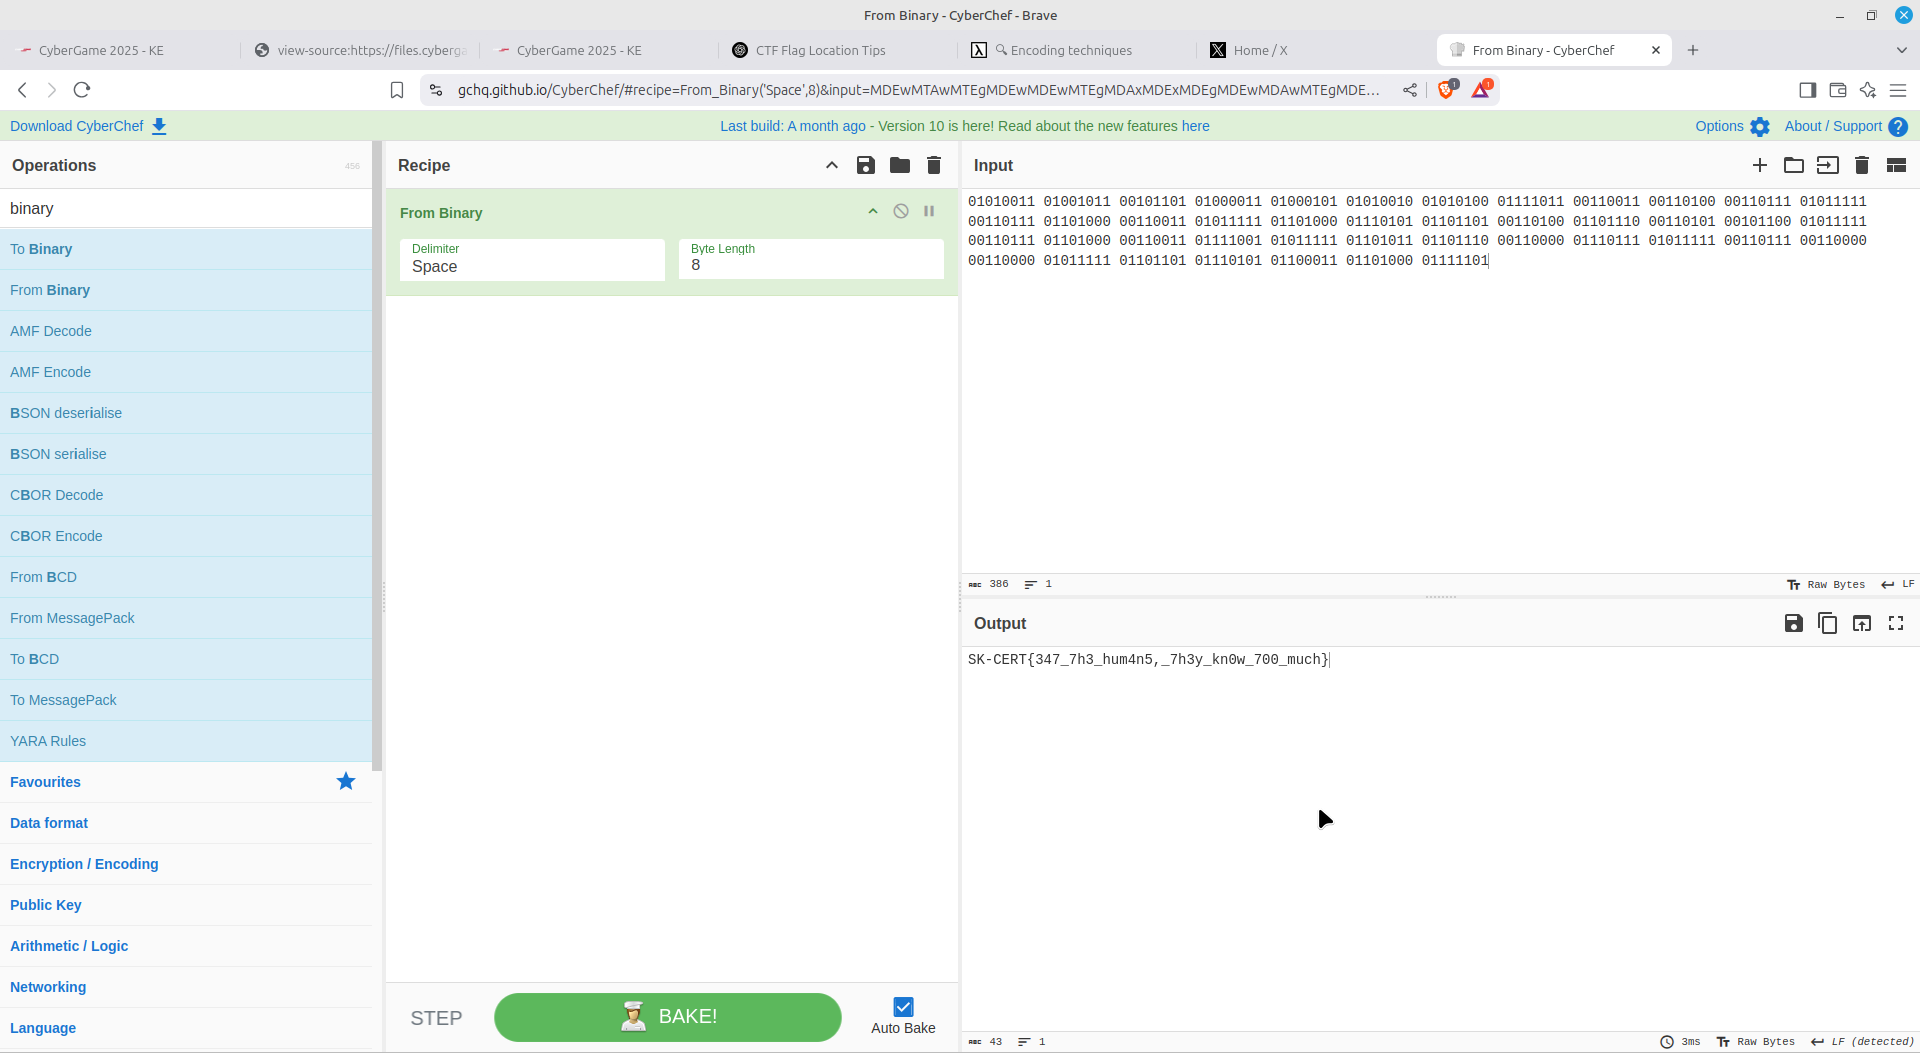 From Binary - CyberChef - Brave
CyberGame 2025 - KE
view-source:https://files.cyberga
CyberGame 2025 - KE
CTF Flag Location Tips
Encoding techniques
Home / X
From Binary - CyberChef
gchq.github.io/CyberChef/#recipe=From_Binary('Space',8)&input=MDEwMTAwMTEgMDEwMDEwMTEgMDAxMDExMDEgMDEwMDAwMTEgMDE...
1
1
Download CyberChef
Last build: A month ago - Version 10 is here! Read about the new features here
Options
About / Support
Operations
456
binary
To Binary
From Binary
AMF Decode
AMF Encode
BSON deserialise
BSON serialise
CBOR Decode
CBOR Encode
From BCD
From MessagePack
To BCD
To MessagePack
YARA Rules
Favourites
Data format
Encryption / Encoding
Public Key
Arithmetic / Logic
Networking
Language
Recipe
From Binary
Delimiter
Space
Byte Length
8
STEP
BAKE!
Auto Bake
Input
01010011 01001011 00101101 01000011 01000101 01010010 01010100 01111011 00110011 00110100 00110111 01011111
00110111 01101000 00110011 01011111 01101000 01110101 01101101 00110100 01101110 00110101 00101100 01011111
00110111 01101000 00110011 01111001 01011111 01101011 01101110 00110000 01110111 01011111 00110111 00110000
00110000 01011111 01101101 01110101 01100011 01101000 01111101
ABC 386
1
Raw Bytes
LF
Output
SK-CERT{347_7h3_hum4n5,_7h3y_kn0w_700_much}
ABC 43
1
3ms
Raw Bytes
LF (detected)